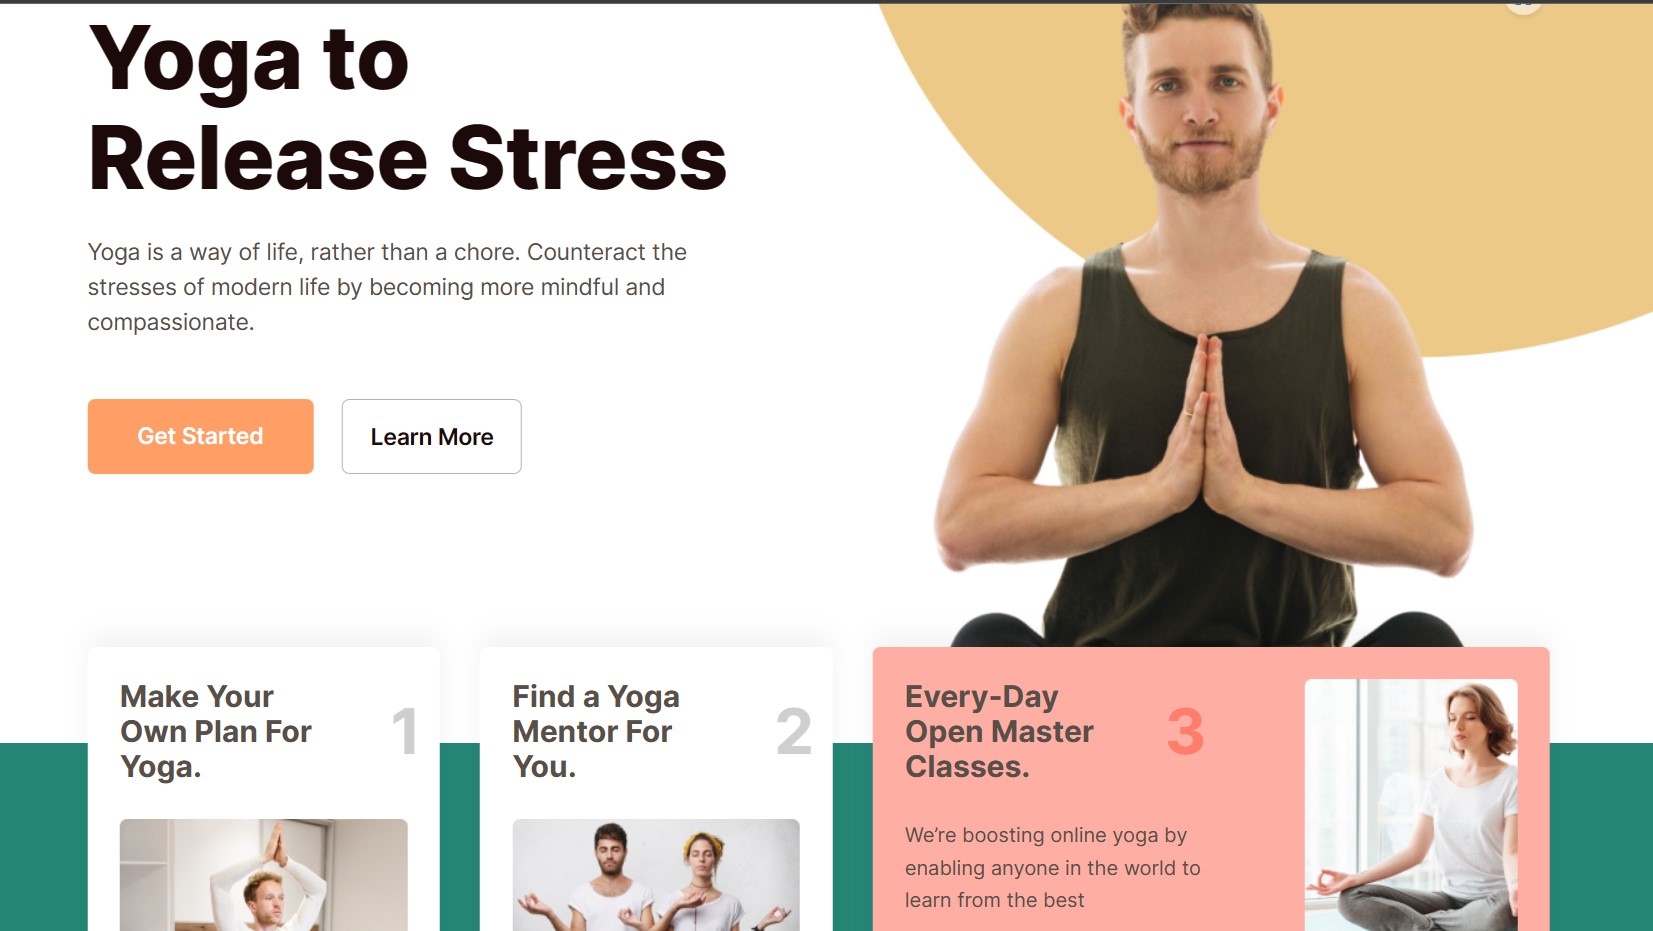 Yoga to
Release Stress
Yoga is a way of life, rather than a chore. Counteract the
stresses of modern life by becoming more mindful and
compassionate.
Get Started
Learn More
Make Your
Own Plan For
Yoga.
1
Find a Yoga
Mentor For
You.
2
Every-Day
Open Master
Classes.
3
We’re boosting online yoga by
enabling anyone in the world to
learn from the best